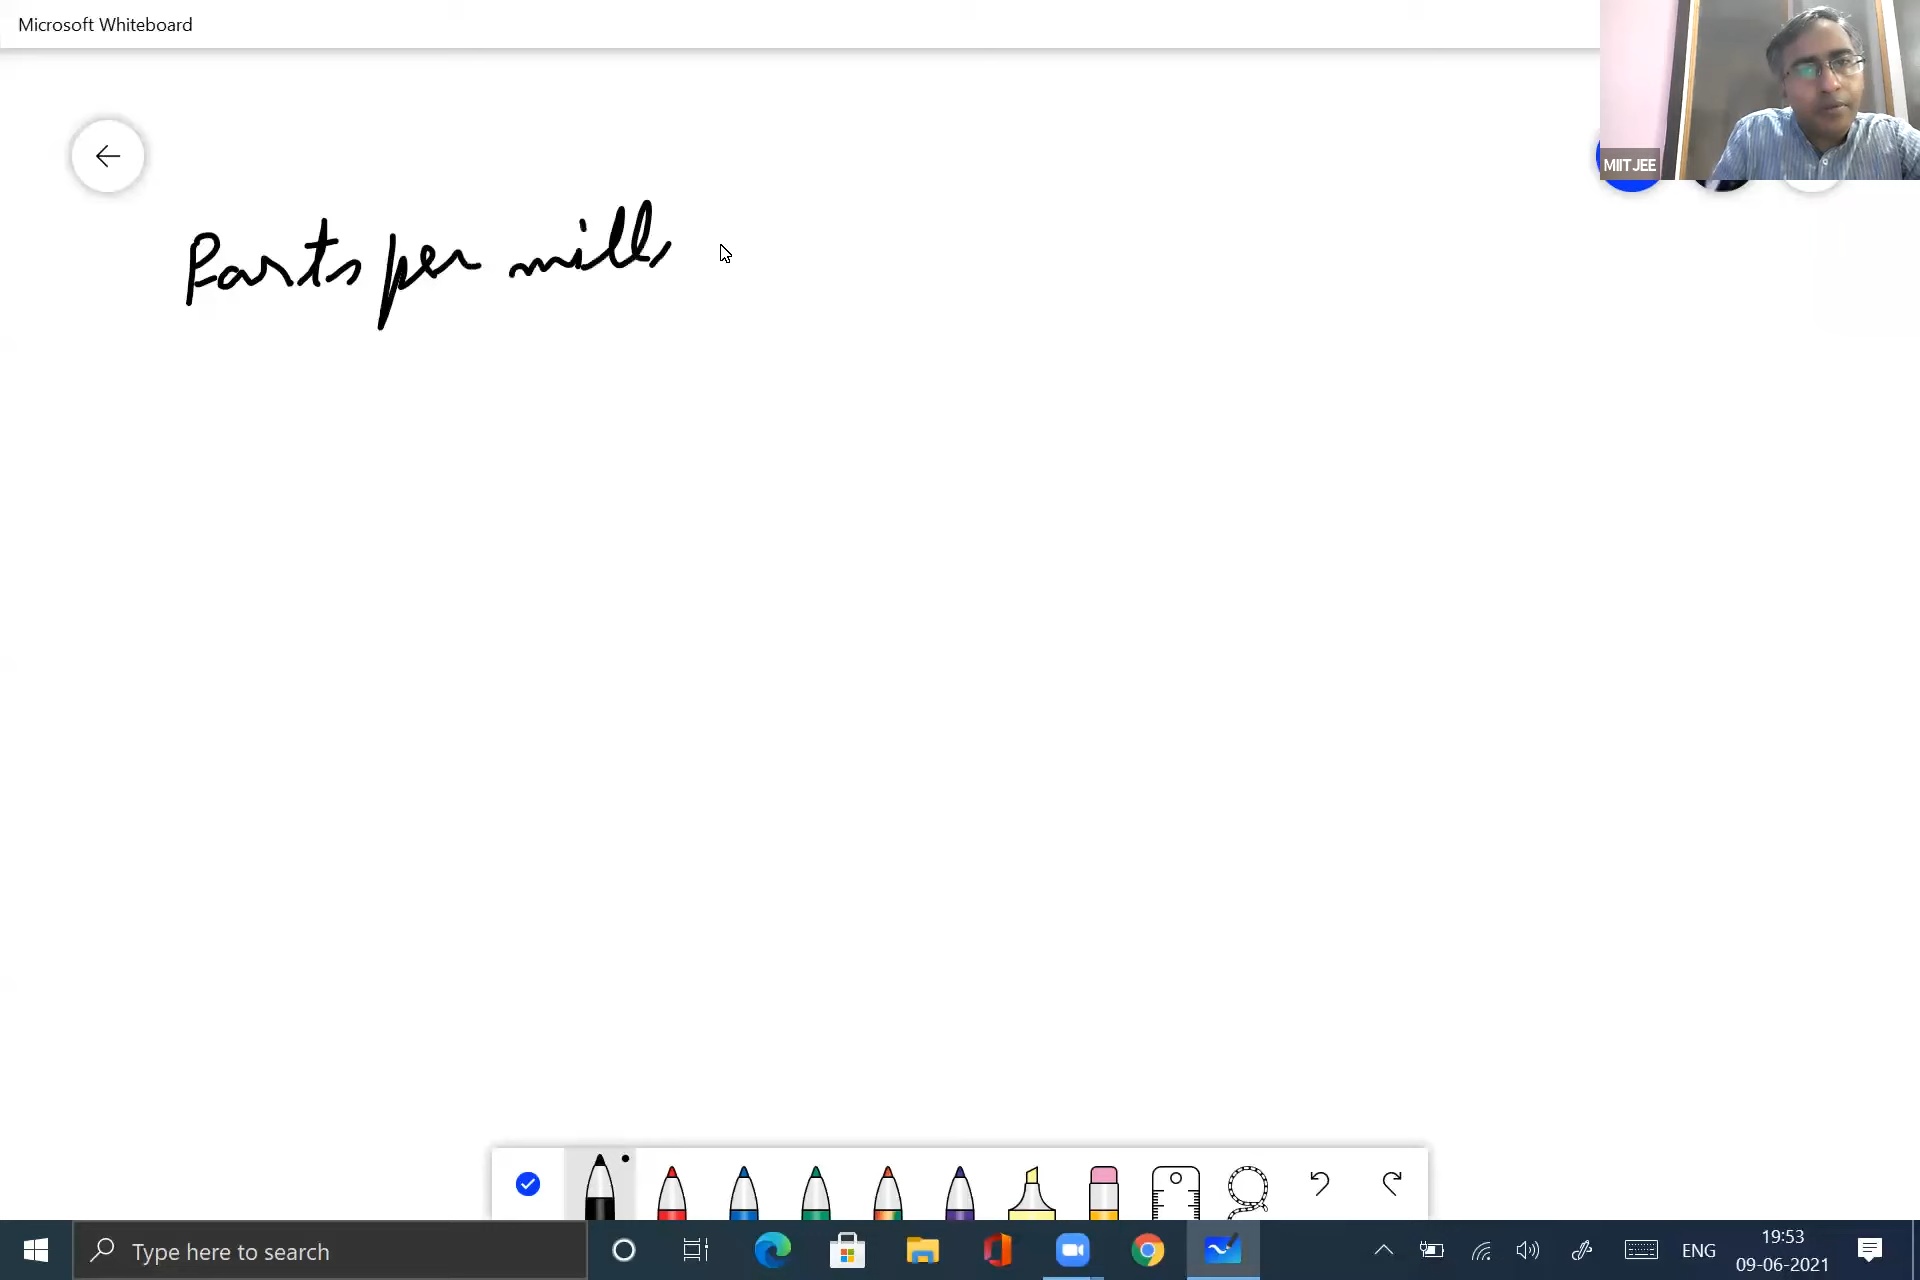 Microsoft Whiteboard
MIIT JEE
Parts per mill
Type here to search
ENG
19:53
09-06-2021